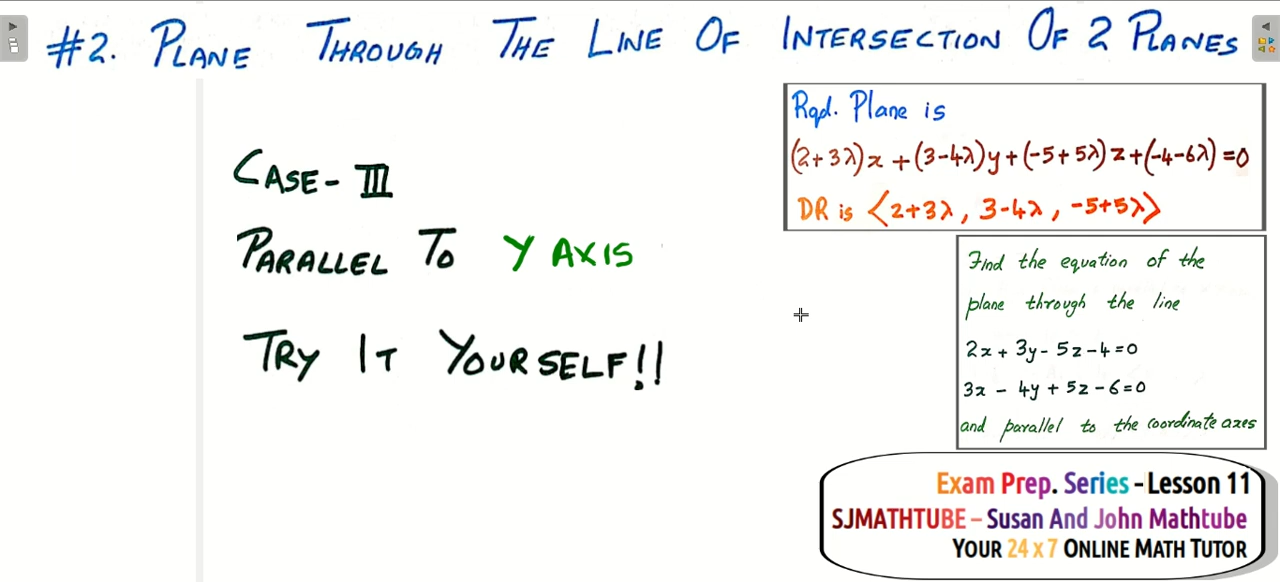 #2. PLANE THROUGH THE LINE OF INTERSECTION OF 2 PLANES
CASE - III
PARALLEL TO Y AXIS
TRY IT YOURSELF!!
Rqd. Plane is
(2+3λ)x + (3-4λ)y + (-5+5λ)z + (-4-6λ) = 0
DR is ⟨2+3λ, 3-4λ, -5+5λ⟩
Find the equation of the
plane through the line
2x + 3y - 5z - 4 = 0
3x - 4y + 5z - 6 = 0
and parallel to the coordinate axes
Exam Prep. Series - Lesson 11
SJMATHTUBE – Susan And John Mathtube
YOUR 24 x 7 ONLINE MATH TUTOR